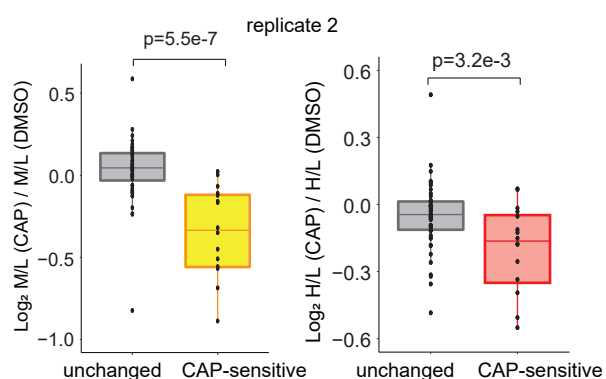 replicate 2
p=5.5e-7
Log₂ M/L (CAP) / M/L (DMSO)
0.5
0.0
−0.5
−1.0
unchanged CAP-sensitive
p=3.2e-3
Log₂ H/L (CAP) / H/L (DMSO)
0.6
0.3
0.0
−0.3
−0.6
unchanged CAP-sensitive